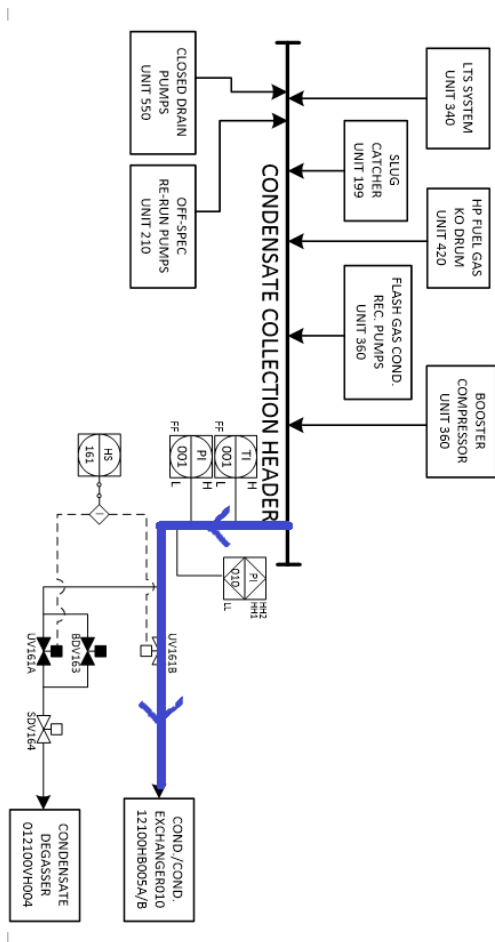 LTS SYSTEM
UNIT 340
HP FUEL GAS
KO DRUM
UNIT 420
BOOSTER
COMPRESSOR
UNIT 360
SLUG
CATCHER
UNIT 199
FLASH GAS COND.
REC. PUMPS
UNIT 360
CONDENSATE COLLECTION HEADER
CLOSED DRAIN
PUMPS
UNIT 550
OFF-SPEC
RE-RUN PUMPS
UNIT 210
HH2
HH1
PI
010
LL
H
TI
001
L
FF
H
PI
001
L
FF
HS
161
I
UV161B
BDV163
UV161A
SDV164
COND./COND.
EXCHANGER010
12100HB005A/B
CONDENSATE
DEGASSER
012100VH004